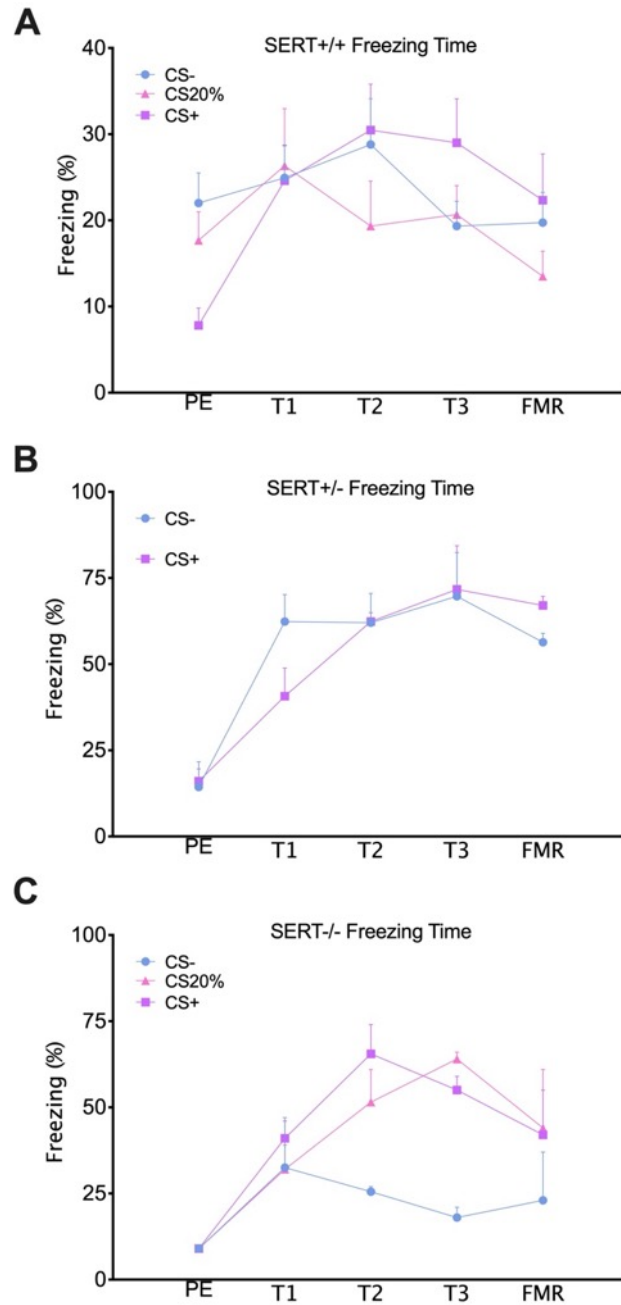 A
SERT+/+ Freezing Time
CS-
CS20%
CS+
40
30
20
10
0
Freezing (%)
PE T1 T2 T3 FMR
B
SERT+/- Freezing Time
CS-
CS+
100
75
50
25
0
Freezing (%)
PE T1 T2 T3 FMR
C
SERT-/- Freezing Time
CS-
CS20%
CS+
100
75
50
25
0
Freezing (%)
PE T1 T2 T3 FMR